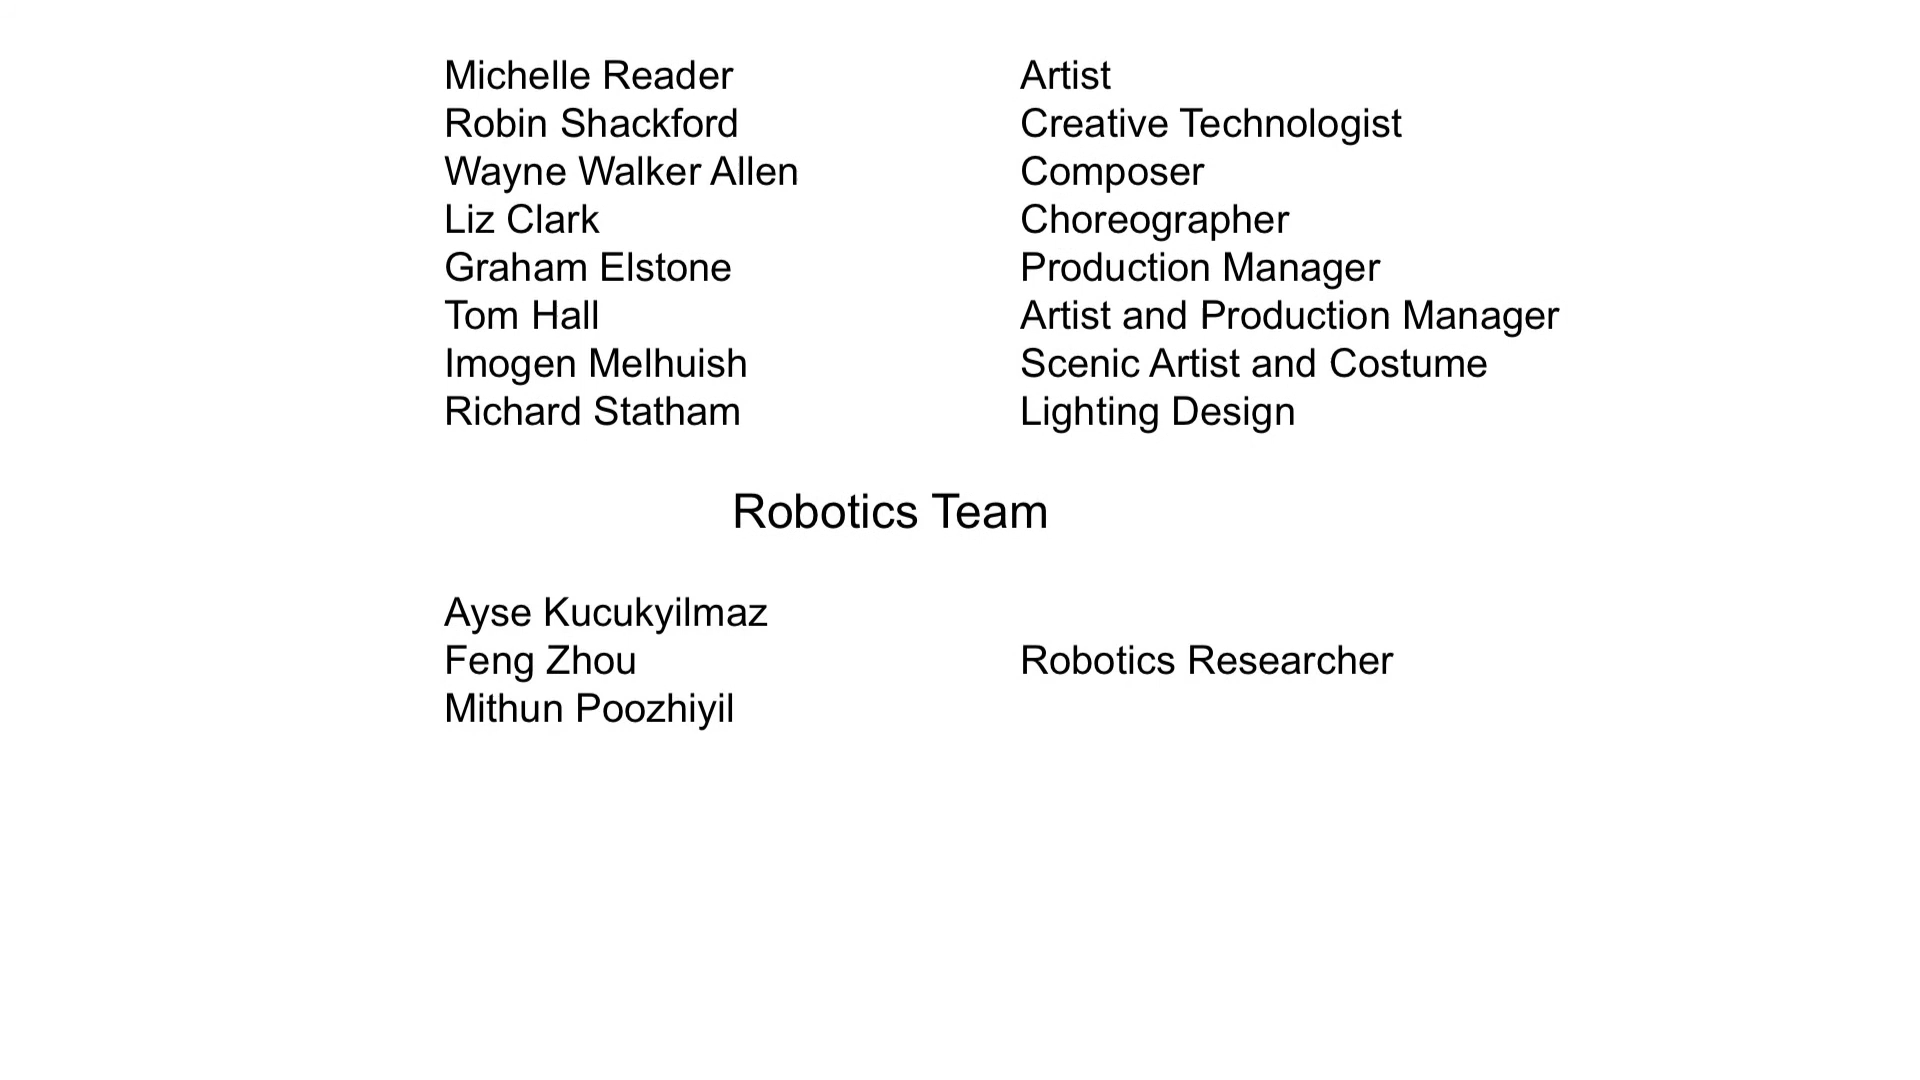 Michelle Reader Artist
Robin Shackford Creative Technologist
Wayne Walker Allen Composer
Liz Clark Choreographer
Graham Elstone Production Manager
Tom Hall Artist and Production Manager
Imogen Melhuish Scenic Artist and Costume
Richard Statham Lighting Design
Robotics Team
Ayse Kucukyilmaz
Feng Zhou Robotics Researcher
Mithun Poozhiyil